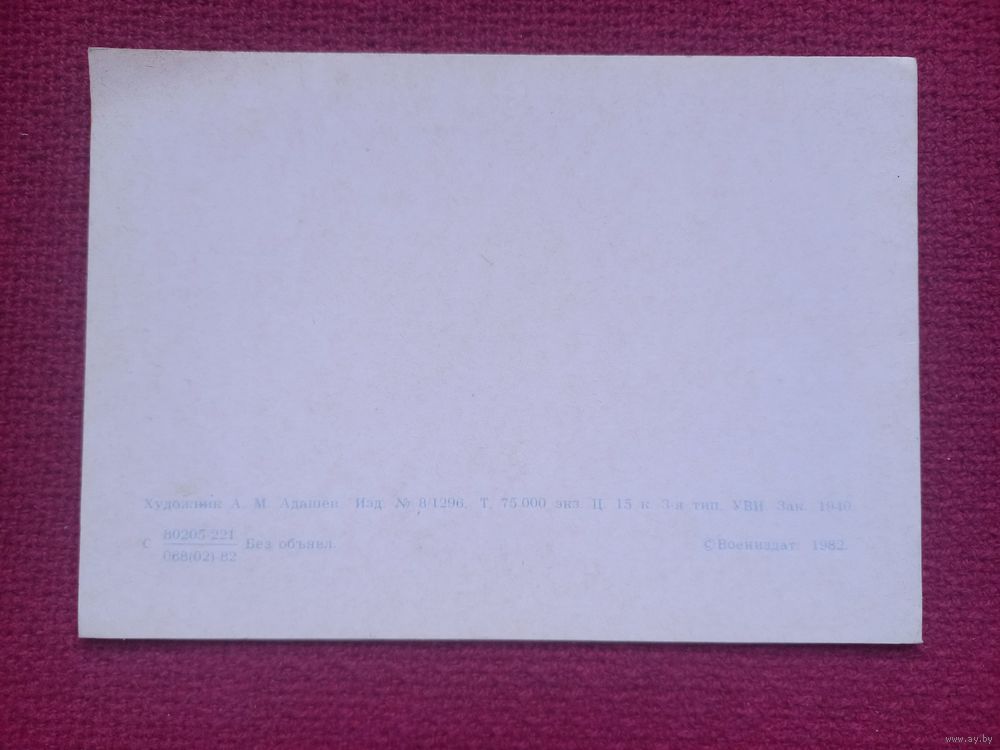 Художник А. М. Адашев Изд. № 8/1296. Т. 75.000 экз. Ц. 15 к. 3-я тип. УВИ. Зак. 1940.
С 80205-221
068(02)-82 Без объявл.
© Воениздат. 1982.
www.ay.by